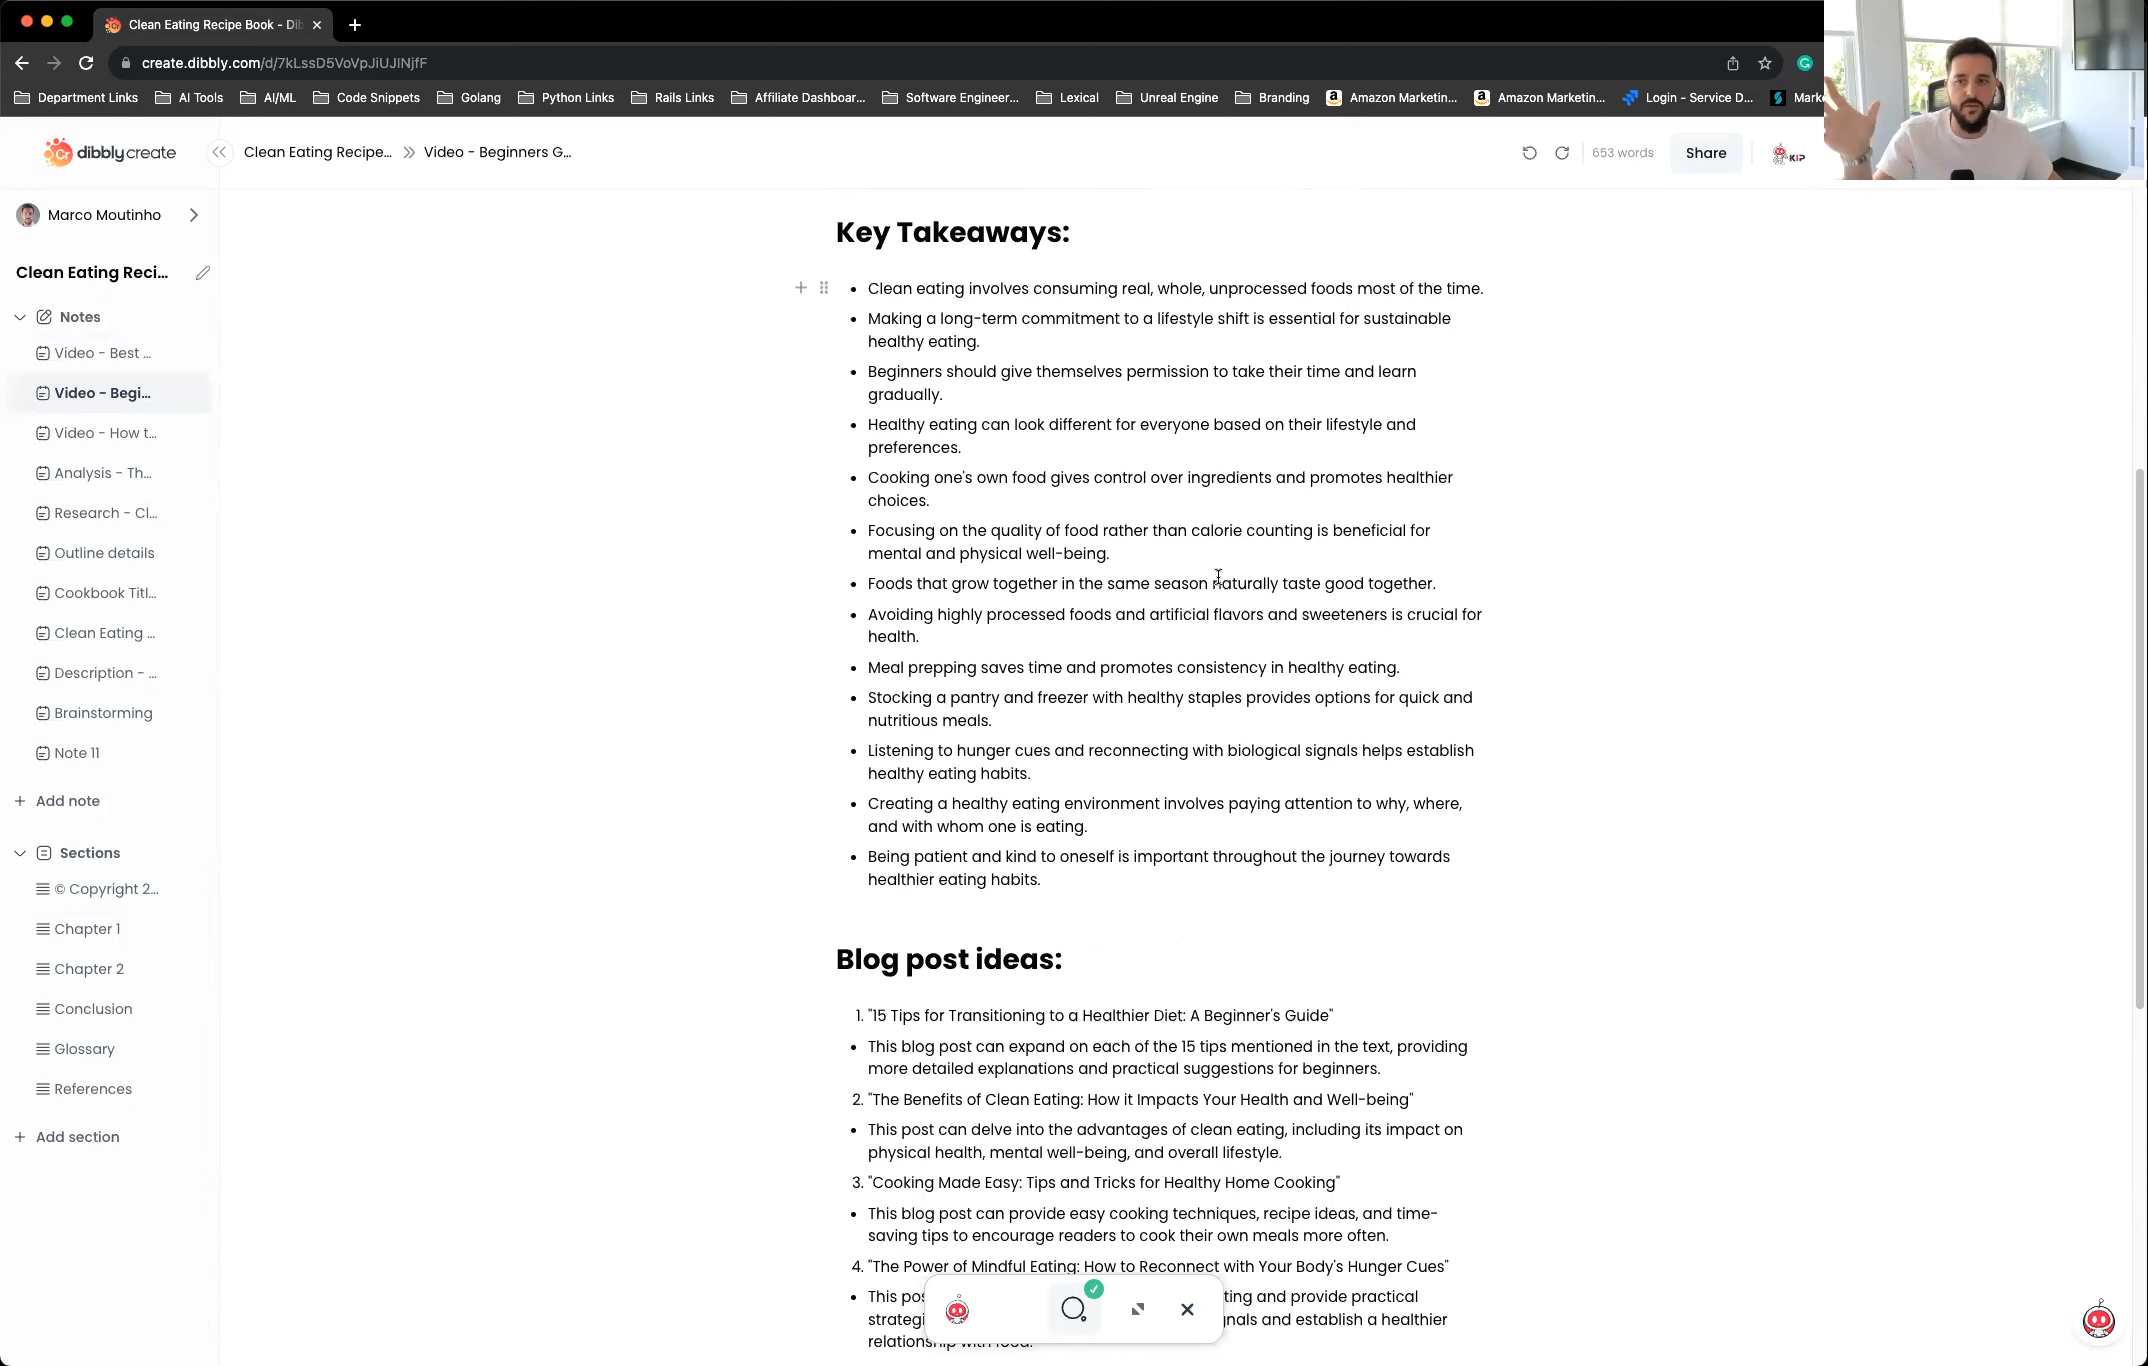 Clean Eating Recipe Book - Dib
create.dibbly.com/d/7kLssD5VoVpJiUJlNjfF
Department Links
AI Tools
AI/ML
Code Snippets
Golang
Python Links
Rails Links
Affiliate Dashboar...
Software Engineer...
Lexical
Unreal Engine
Branding
Amazon Marketin...
Amazon Marketin...
Login - Service D...
Mark
Cr dibblycreate
Clean Eating Recipe...
Video - Beginners G...
653 words
Share
KIP
Marco Moutinho
Clean Eating Reci...
Notes
Video - Best ...
Video - Begi...
Video - How t...
Analysis - Th...
Research - Cl...
Outline details
Cookbook Titl...
Clean Eating ...
Description - ...
Brainstorming
Note 11
+ Add note
Sections
© Copyright 2...
Chapter 1
Chapter 2
Conclusion
Glossary
References
+ Add section
Key Takeaways:
• Clean eating involves consuming real, whole, unprocessed foods most of the time.
• Making a long-term commitment to a lifestyle shift is essential for sustainable
healthy eating.
• Beginners should give themselves permission to take their time and learn
gradually.
• Healthy eating can look different for everyone based on their lifestyle and
preferences.
• Cooking one's own food gives control over ingredients and promotes healthier
choices.
• Focusing on the quality of food rather than calorie counting is beneficial for
mental and physical well-being.
• Foods that grow together in the same season naturally taste good together.
• Avoiding highly processed foods and artificial flavors and sweeteners is crucial for
health.
• Meal prepping saves time and promotes consistency in healthy eating.
• Stocking a pantry and freezer with healthy staples provides options for quick and
nutritious meals.
• Listening to hunger cues and reconnecting with biological signals helps establish
healthy eating habits.
• Creating a healthy eating environment involves paying attention to why, where,
and with whom one is eating.
• Being patient and kind to oneself is important throughout the journey towards
healthier eating habits.
Blog post ideas:
1. "15 Tips for Transitioning to a Healthier Diet: A Beginner's Guide"
• This blog post can expand on each of the 15 tips mentioned in the text, providing
more detailed explanations and practical suggestions for beginners.
2. "The Benefits of Clean Eating: How it Impacts Your Health and Well-being"
• This post can delve into the advantages of clean eating, including its impact on
physical health, mental well-being, and overall lifestyle.
3. "Cooking Made Easy: Tips and Tricks for Healthy Home Cooking"
• This blog post can provide easy cooking techniques, recipe ideas, and time-
saving tips to encourage readers to cook their own meals more often.
4. "The Power of Mindful Eating: How to Reconnect with Your Body's Hunger Cues"
• This pos ting and provide practical
strategi nals and establish a healthier
relationship with food.